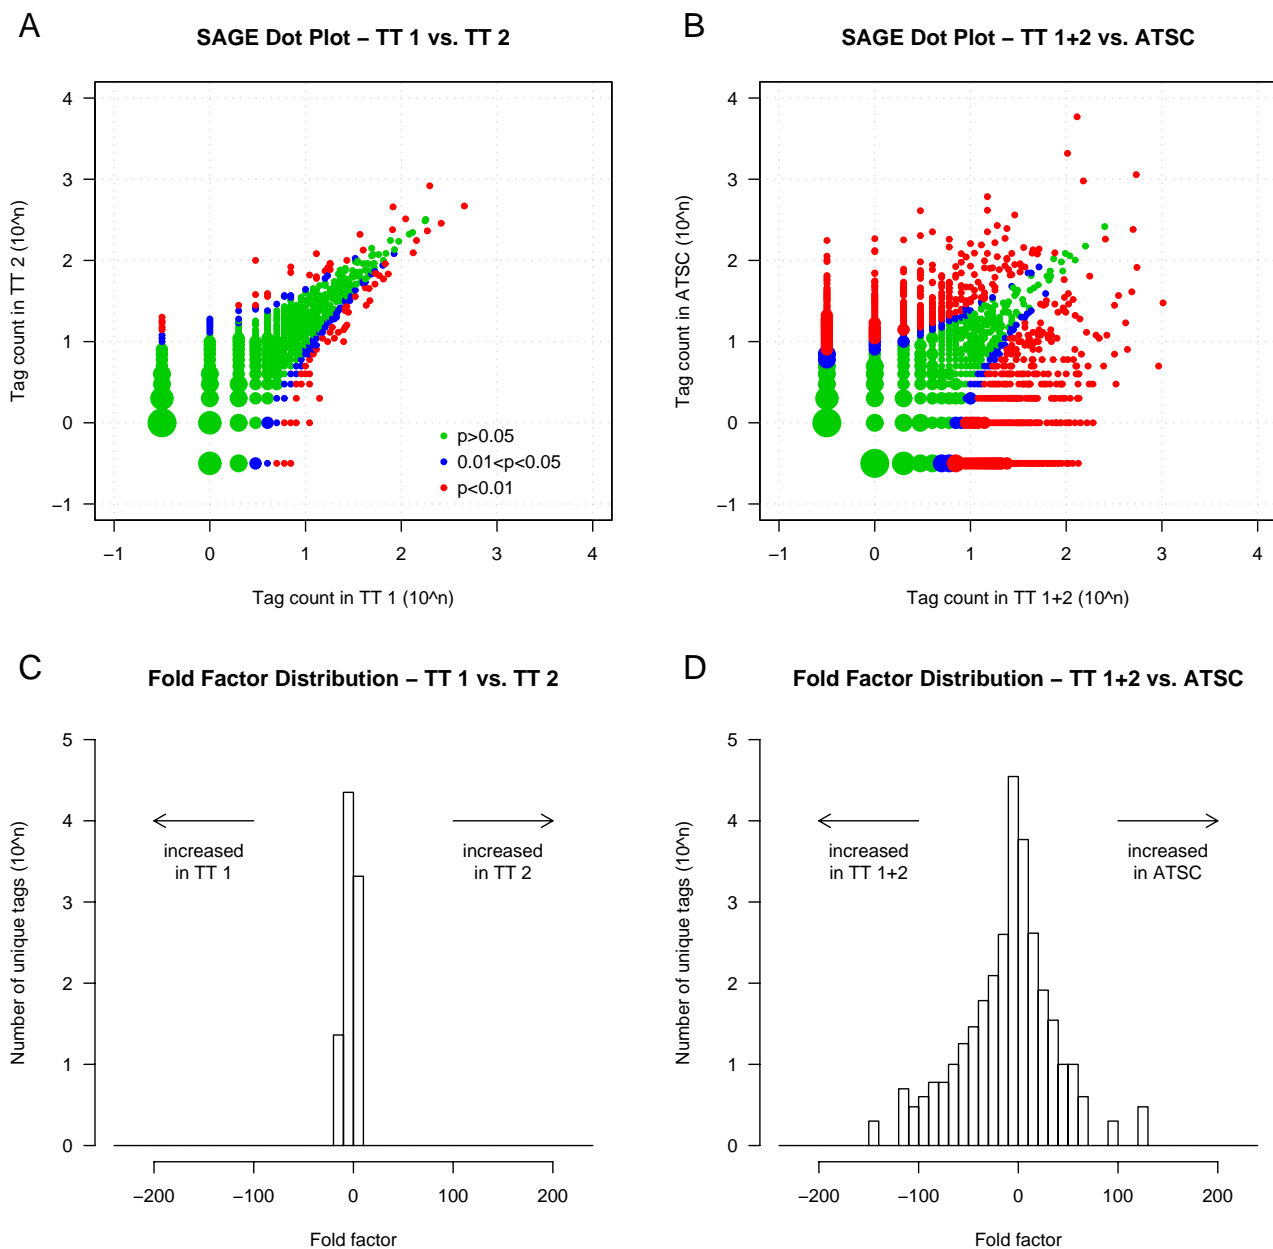 A
SAGE Dot Plot – TT 1 vs. TT 2
Tag count in TT 2 (10^n)
4
3
2
1
0
−1
p>0.05
0.01<p<0.05
p<0.01
−1 0 1 2 3 4
Tag count in TT 1 (10^n)
B
SAGE Dot Plot – TT 1+2 vs. ATSC
Tag count in ATSC (10^n)
4
3
2
1
0
−1
−1 0 1 2 3 4
Tag count in TT 1+2 (10^n)
C
Fold Factor Distribution – TT 1 vs. TT 2
Number of unique tags (10^n)
5
4
3
2
1
0
increased
in TT 1
increased
in TT 2
−200 −100 0 100 200
Fold factor
D
Fold Factor Distribution – TT 1+2 vs. ATSC
Number of unique tags (10^n)
5
4
3
2
1
0
increased
in TT 1+2
increased
in ATSC
−200 −100 0 100 200
Fold factor